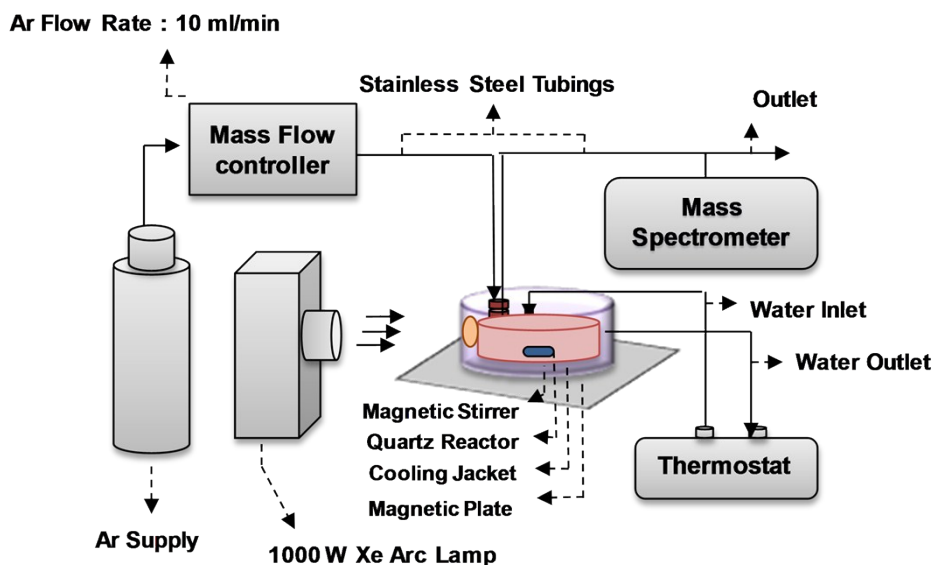 Ar Flow Rate : 10 ml/min
Stainless Steel Tubings
Outlet
Mass Flow
controller
Mass
Spectrometer
Water Inlet
Water Outlet
Magnetic Stirrer
Quartz Reactor
Cooling Jacket
Magnetic Plate
Thermostat
Ar Supply
1000 W Xe Arc Lamp